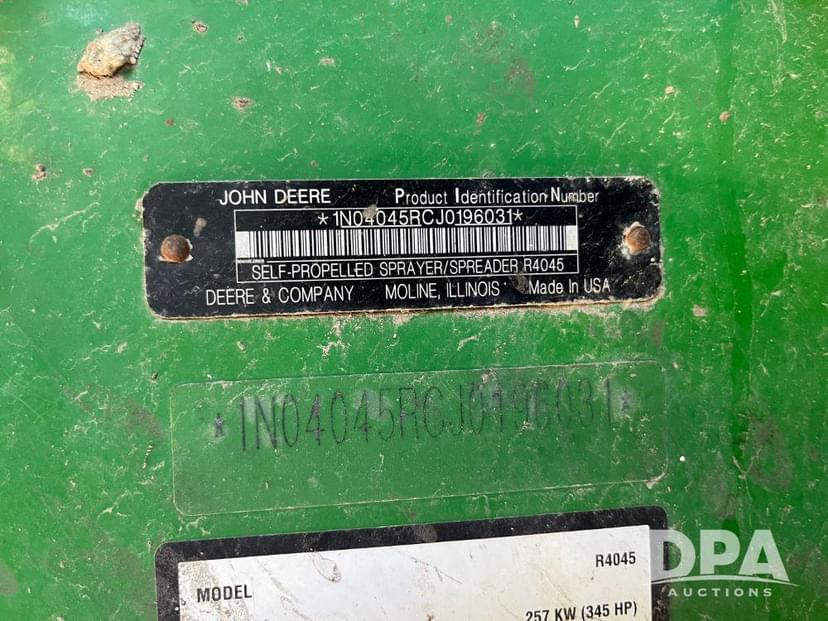 JOHN DEERE Product Identification Number
*1N04045RCJ0196031*
SELF-PROPELLED SPRAYER/SPREADER R4045
DEERE & COMPANY MOLINE, ILLINOIS Made In USA
*1N04045RCJ0196031*
MODEL R4045
257 KW (345 HP)
DPA
AUCTIONS